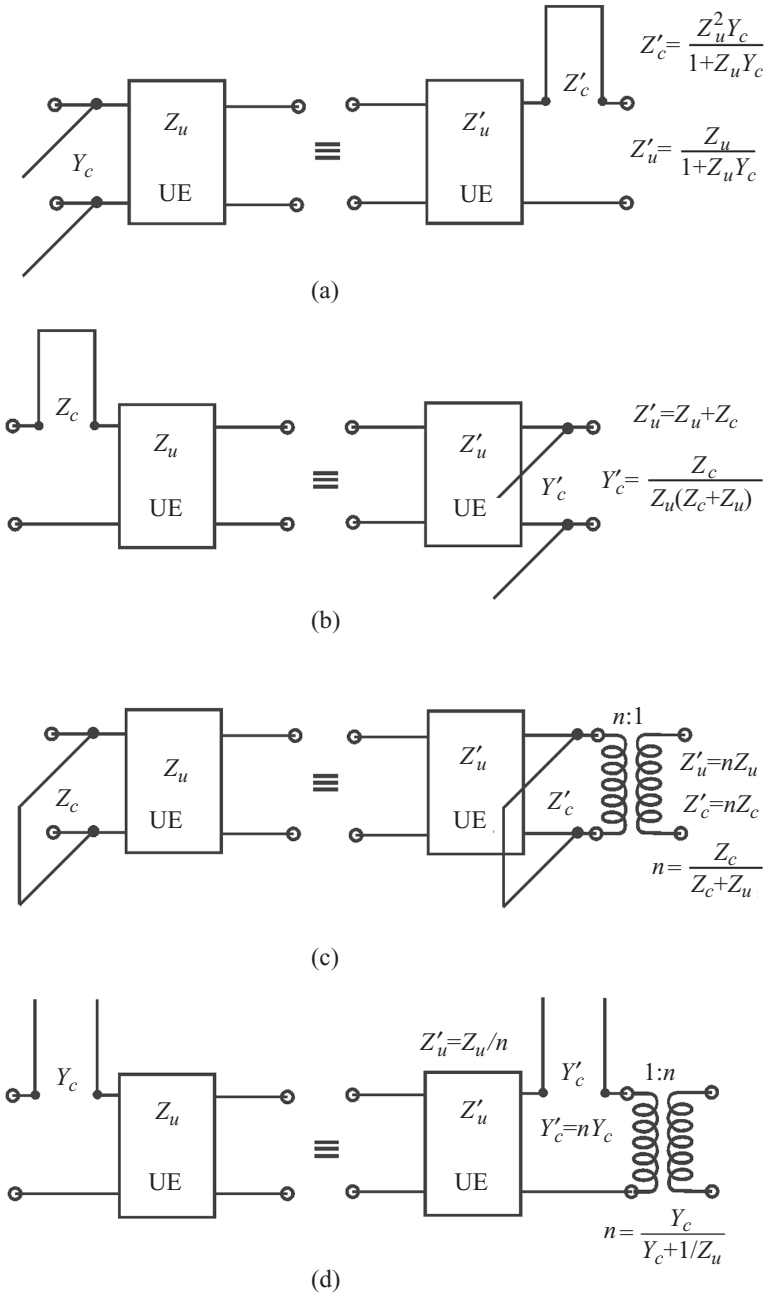 Z′c = Zu²Yc / (1+ZuYc)
Zu
Z′u
Z′c
Yc
≡
Z′u = Zu / (1+ZuYc)
UE
UE
(a)
Zc
Zu
Z′u
Z′u=Zu+Zc
≡
Y′c
Y′c = Zc / (Zu(Zc+Zu))
UE
UE
(b)
n:1
Zu
Z′u
Z′u=nZu
Zc
≡
Z′c
Z′c=nZc
UE
UE
n = Zc / (Zc+Zu)
(c)
Z′u=Zu/n
Yc
Y′c
1:n
Zu
Z′u
Y′c=nYc
≡
UE
UE
n = Yc / (Yc+1/Zu)
(d)